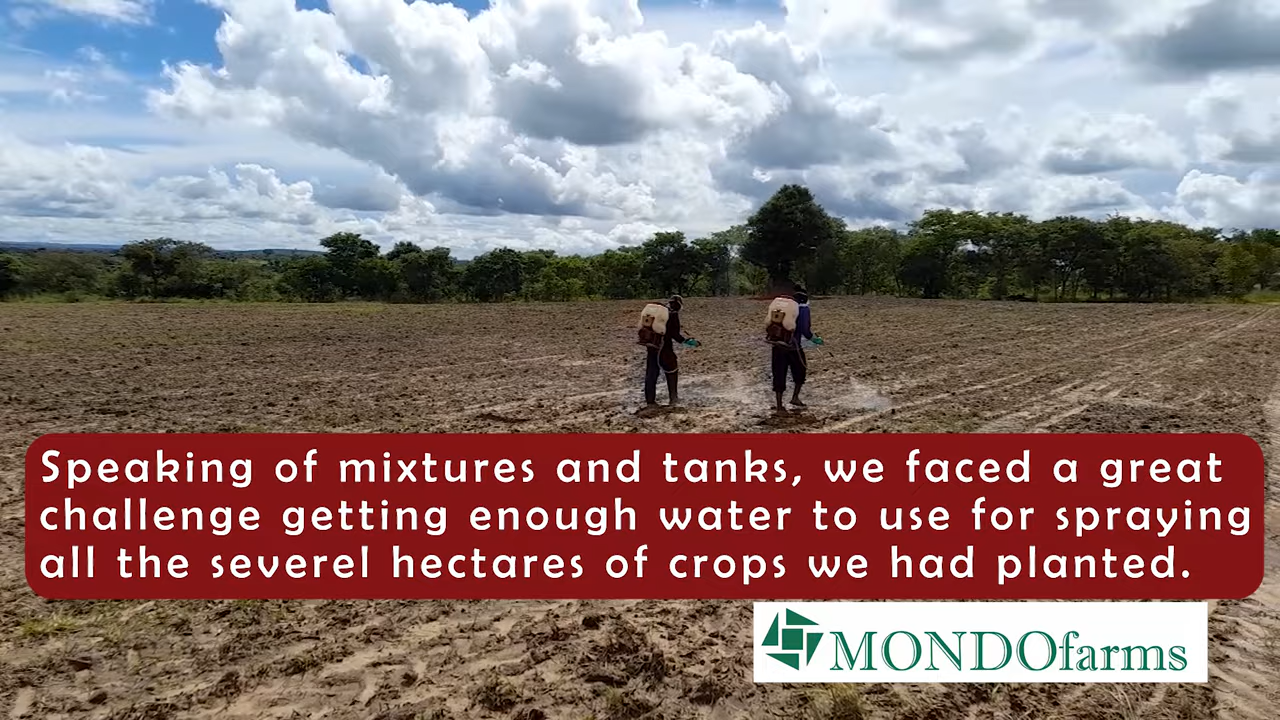 Speaking of mixtures and tanks, we faced a great
challenge getting enough water to use for spraying
all the severel hectares of crops we had planted.
MONDOfarms